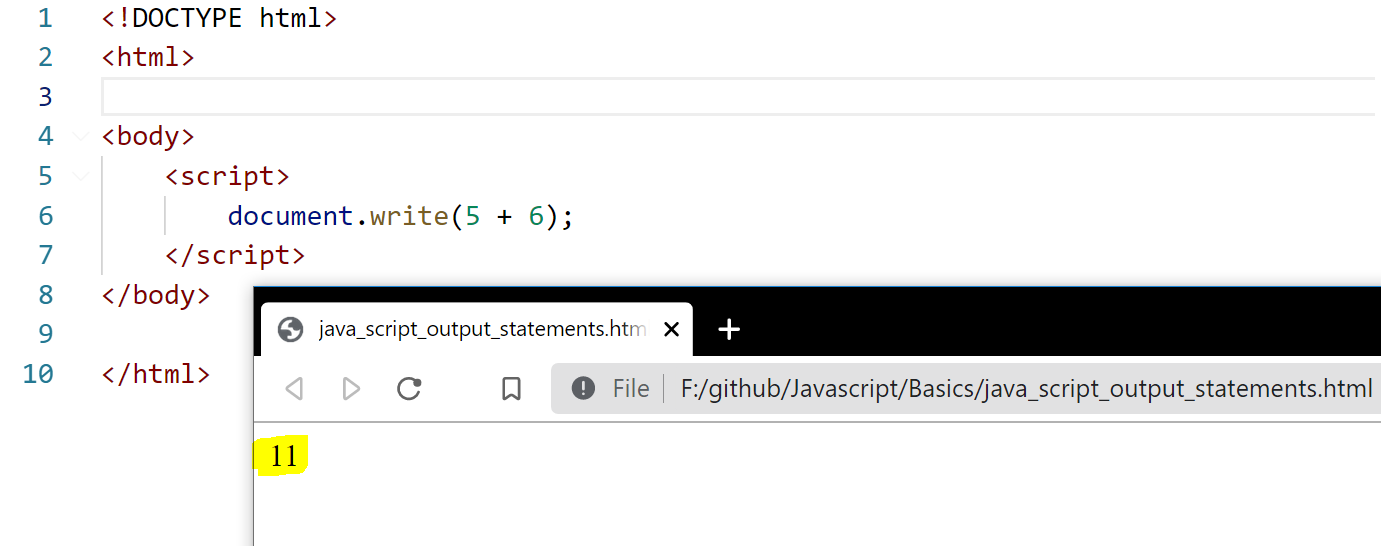 1 <!DOCTYPE html>
2 <html>
3
4 <body>
5 <script>
6 document.write(5 + 6);
7 </script>
8 </body>
9
10 </html>
java_script_output_statements.htm
File F:/github/Javascript/Basics/java_script_output_statements.html
11